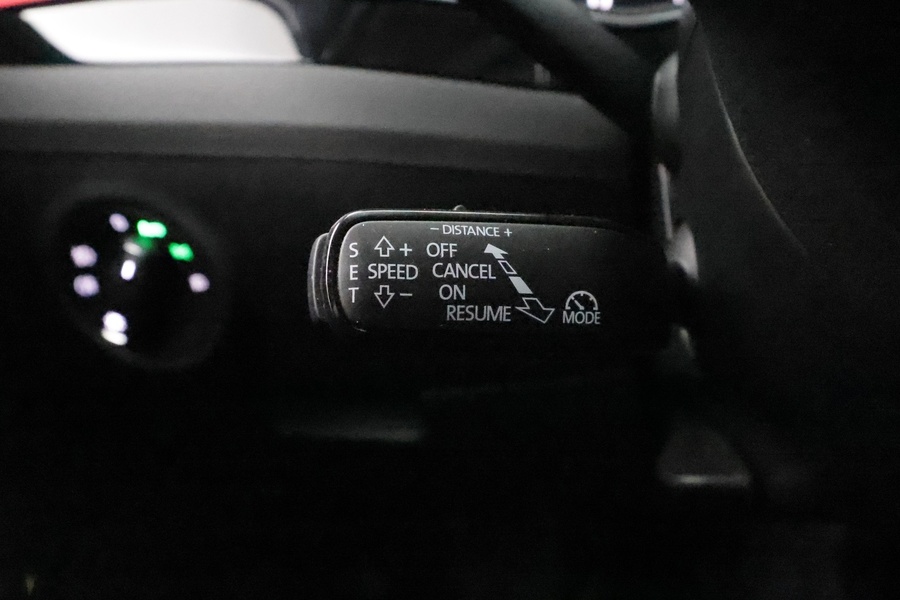 – DISTANCE +
S + OFF
E SPEED CANCEL
T – ON
RESUME MODE